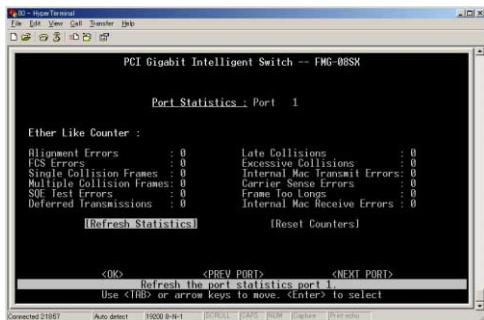 80 - HyperTerminal
File Edit View Call Transfer Help
PCI Gigabit Intelligent Switch -- FMG-08SX
Port Statistics : Port 1
Ether Like Counter :
Alignment Errors : 0 Late Collisions : 0
FCS Errors : 0 Excessive Collisions : 0
Single Collision Frames : 0 Internal Mac Transmit Errors: 0
Multiple Collision Frames: 0 Carrier Sense Errors : 0
SQE Test Errors : 0 Frame Too Longs : 0
Deferred Transmissions : 0 Internal Mac Receive Errors : 0
[Refresh Statistics] [Reset Counters]
<OK> <PREV PORT> <NEXT PORT>
Refresh the port statistics port 1.
Use <TAB> or arrow keys to move. <Enter> to select
Connected 21857 Auto detect 19200 8-N-1 SCROLL CAPS NUM Capture Print echo